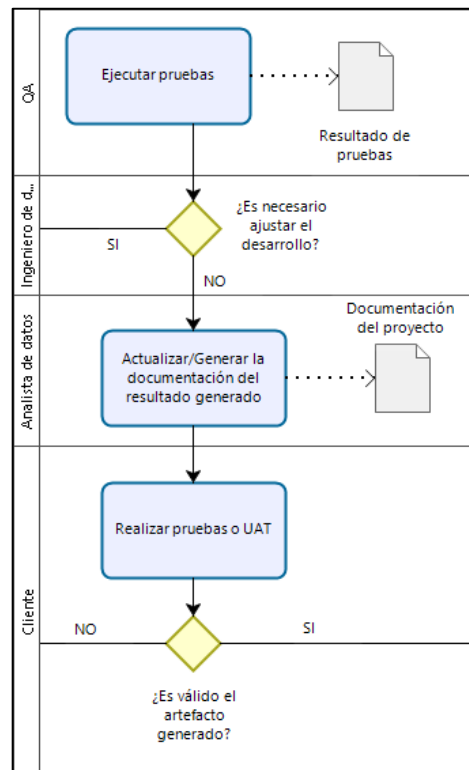 QA
Ejecutar pruebas
Resultado de
pruebas
Ingeniero de d...
¿Es necesario
ajustar el
desarrollo?
SI
NO
Analista de datos
Documentación
del proyecto
Actualizar/Generar la
documentación del
resultado generado
Cliente
Realizar pruebas o UAT
NO
SI
¿Es válido el
artefacto
generado?